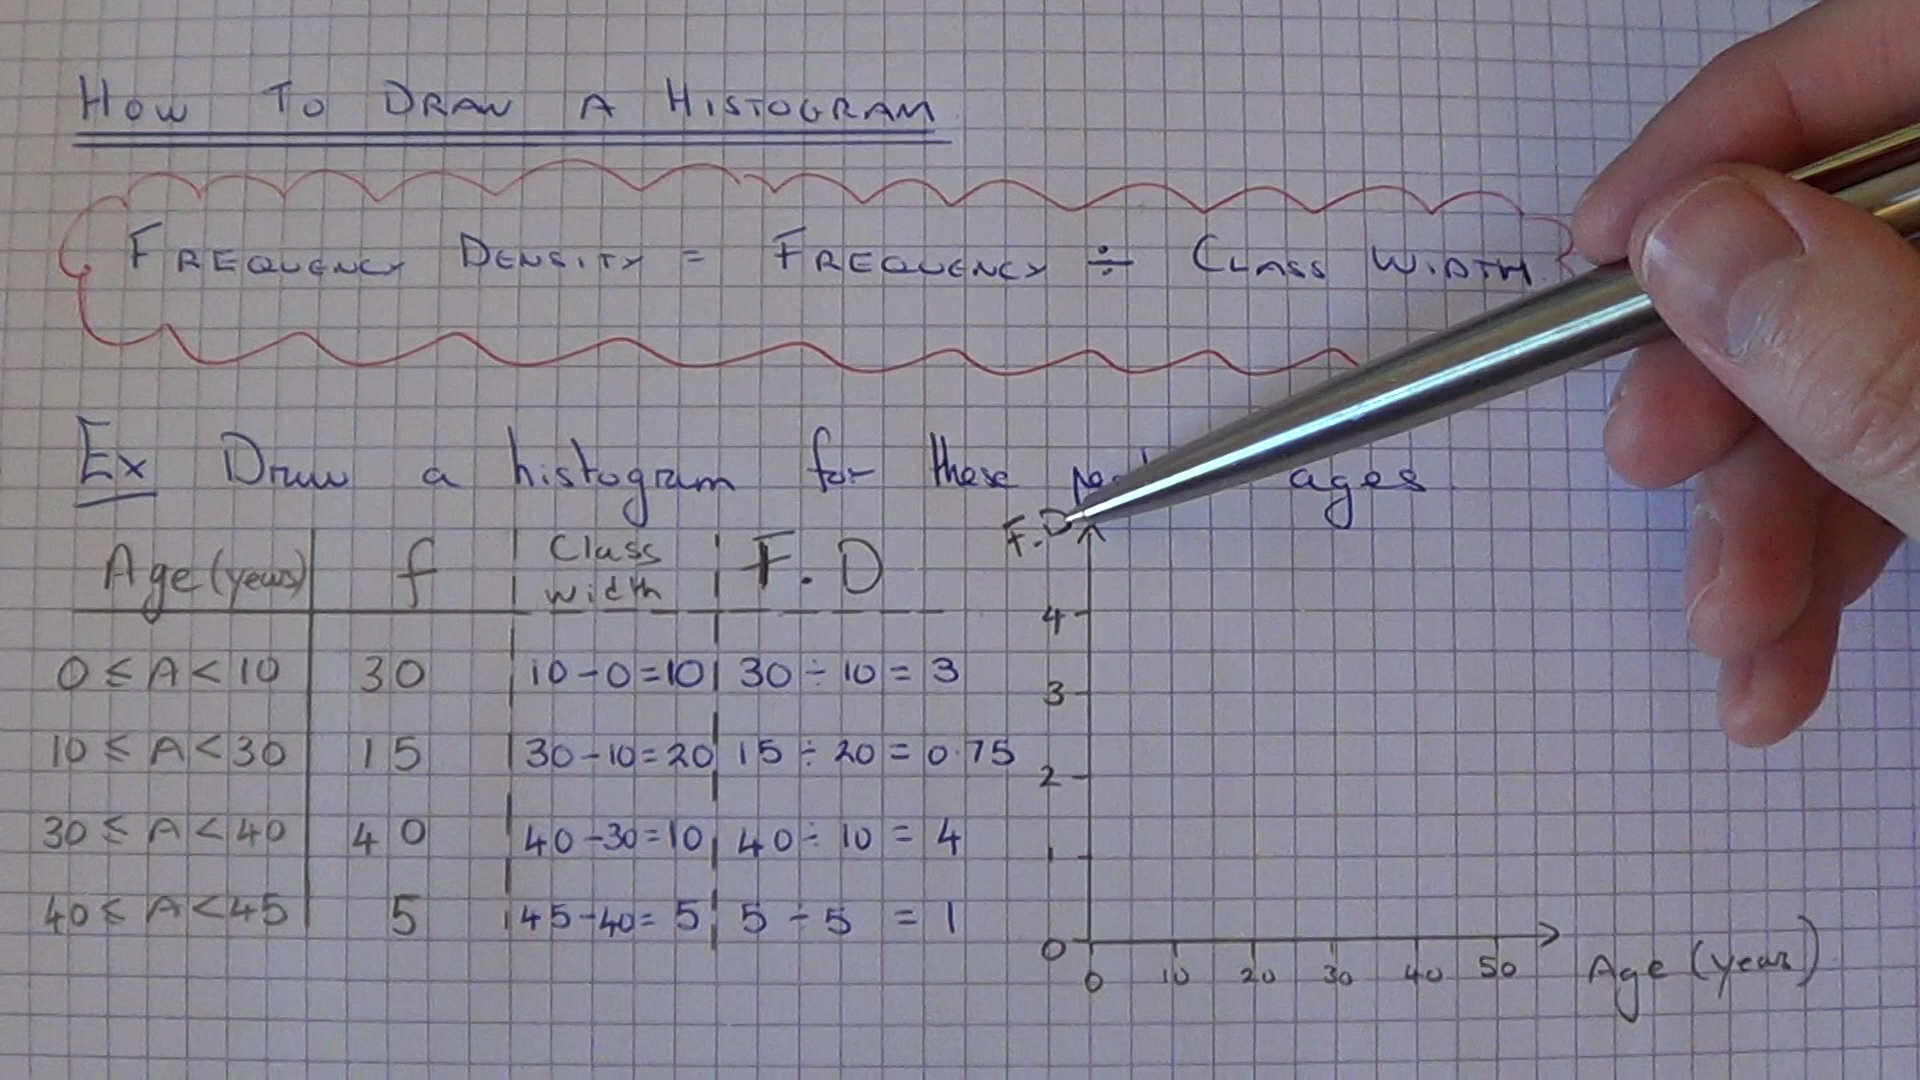 HOW TO DRAW A HISTOGRAM
FREQUENCY DENSITY = FREQUENCY ÷ CLASS WIDTH
Ex Draw a histogram for these ages
Age (years) f Class width F.D
0 ≤ A < 10 30 10-0=10 30 ÷ 10 = 3
10 ≤ A < 30 15 30-10=20 15 ÷ 20 = 0.75
30 ≤ A < 40 40 40-30=10 40 ÷ 10 = 4
40 ≤ A < 45 5 45-40=5 5 ÷ 5 = 1
F.D
4
3
2
1
0
0 10 20 30 40 50 Age (years)